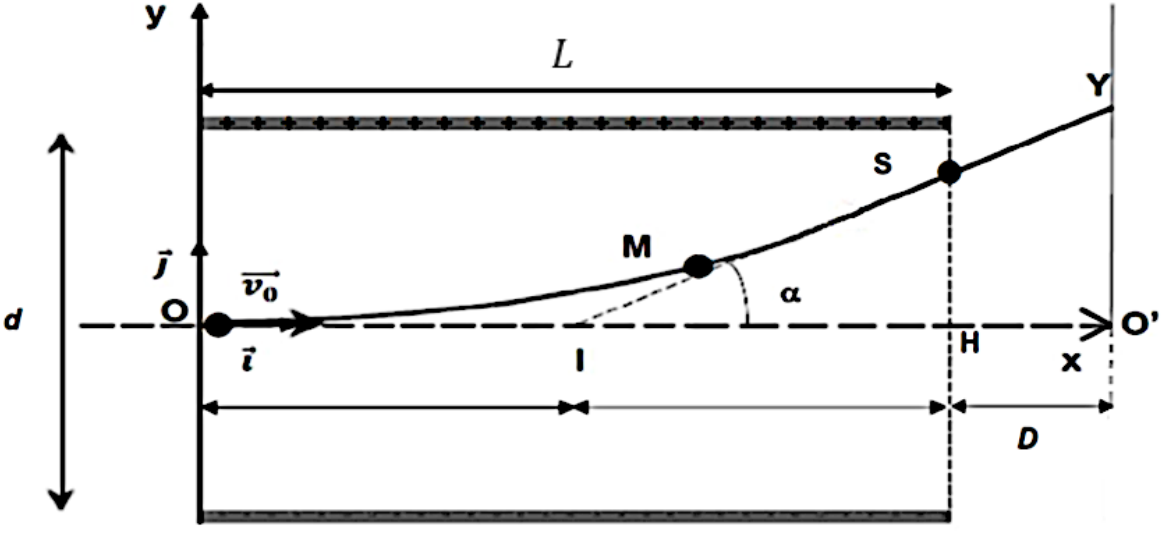 y
L
Y
+ + + + + + + + + + + + + + + + + + + + + + +
S
M
j⃗
v₀⃗
α
O
d
O'
i⃗
I
H
x
D